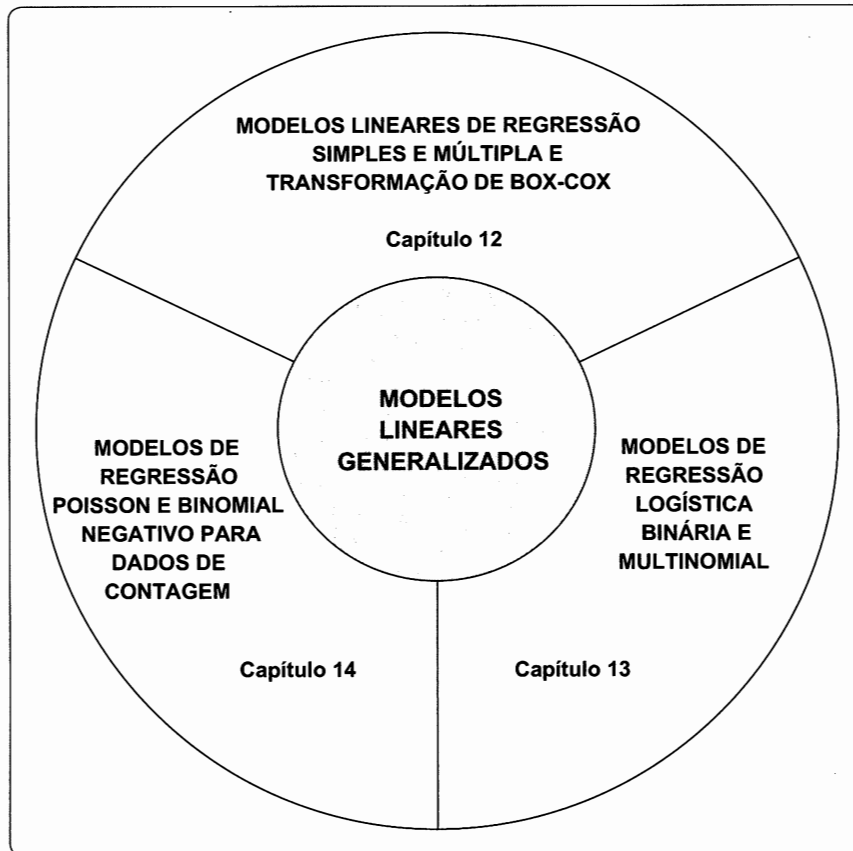 MODELOS LINEARES DE REGRESSÃO
SIMPLES E MÚLTIPLA E
TRANSFORMAÇÃO DE BOX-COX
Capítulo 12
MODELOS
LINEARES
GENERALIZADOS
MODELOS DE
REGRESSÃO
POISSON E BINOMIAL
NEGATIVO PARA
DADOS DE
CONTAGEM
Capítulo 14
MODELOS DE
REGRESSÃO
LOGÍSTICA
BINÁRIA E
MULTINOMIAL
Capítulo 13